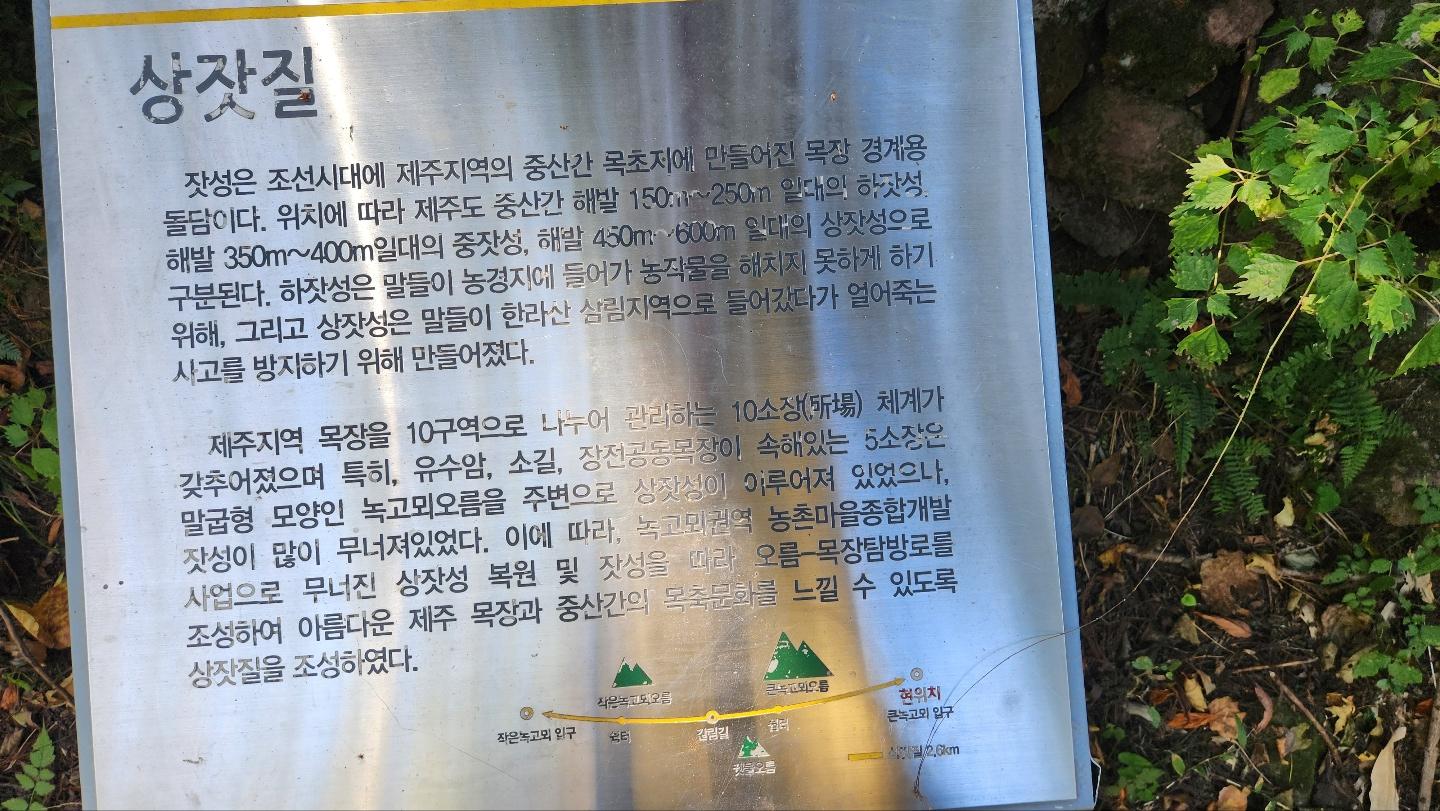 상잣질
잣성은 조선시대에 제주지역의 중산간 목초지에 만들어진 목장 경계용
돌담이다. 위치에 따라 제주도 중산간 해발 150m~250m 일대의 하잣성,
해발 350m~400m일대의 중잣성, 해발 450m~600m 일대의 상잣성으로
구분된다. 하잣성은 말들이 농경지에 들어가 농작물을 해치지 못하게 하기
위해, 그리고 상잣성은 말들이 한라산 삼림지역으로 들어갔다가 얼어죽는
사고를 방지하기 위해 만들어졌다.
제주지역 목장을 10구역으로 나누어 관리하는 10소장(所場) 체계가
갖추어졌으며 특히, 유수암, 소길, 장전공동목장이 속해있는 5소장은
말굽형 모양인 녹고뫼오름을 주변으로 상잣성이 이루어져 있었으나,
잣성이 많이 무너져있었다. 이에 따라, 녹고뫼권역 농촌마을종합개발
사업으로 무너진 상잣성 복원 및 잣성을 따라 오름-목장탐방로를
조성하여 아름다운 제주 목장과 중산간의 목축문화를 느낄 수 있도록
상잣질을 조성하였다.
작은녹고뫼오름
큰녹고뫼오름
현위치
큰녹고뫼 입구
작은녹고뫼 입구
쉼터
갈림길
쉼터
궷물오름
상잣질 2.6km